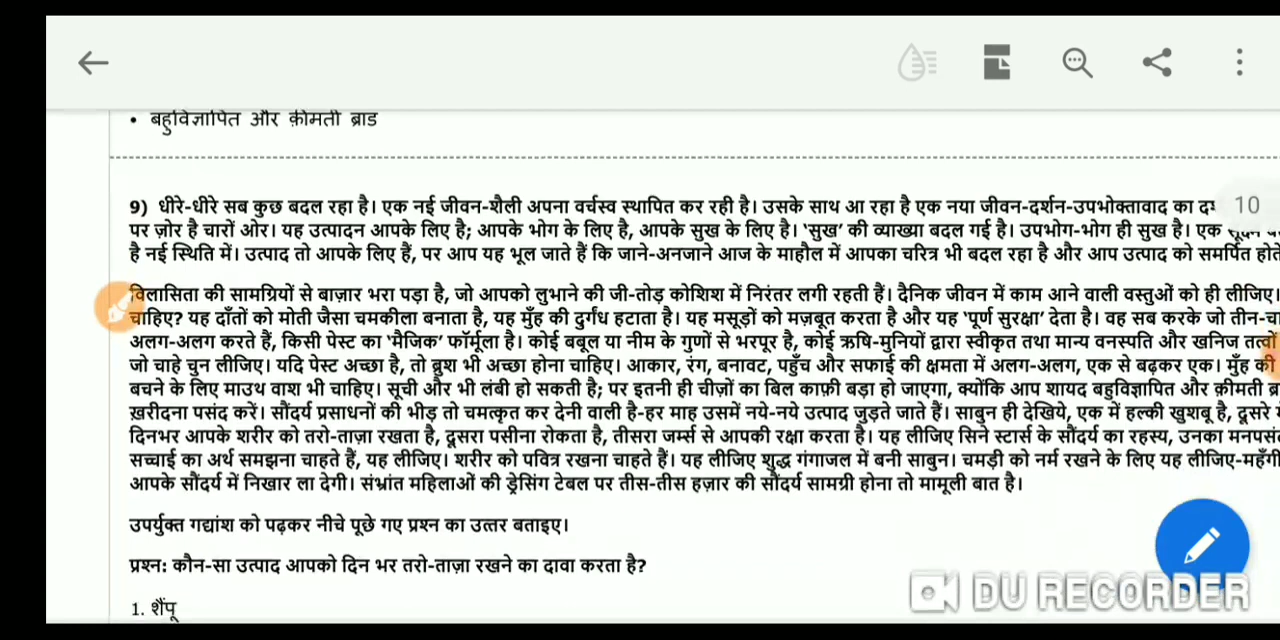 • बहुविज्ञापित और क़ीमती ब्रांड
10
9) धीरे-धीरे सब कुछ बदल रहा है। एक नई जीवन-शैली अपना वर्चस्व स्थापित कर रही है। उसके साथ आ रहा है एक नया जीवन-दर्शन-उपभोक्तावाद का
पर ज़ोर है चारों ओर। यह उत्पादन आपके लिए है; आपके भोग के लिए है, आपके सुख के लिए है। 'सुख' की व्याख्या बदल गई है। उपभोग-भोग ही सुख है। एक
है नई स्थिति में। उत्पाद तो आपके लिए हैं, पर आप यह भूल जाते हैं कि जाने-अनजाने आज के माहौल में आपका चरित्र भी बदल रहा है और आप उत्पाद को समर्पित होते
विलासिता की सामग्रियों से बाज़ार भरा पड़ा है, जो आपको लुभाने की जी-तोड़ कोशिश में निरंतर लगी रहती हैं। दैनिक जीवन में काम आने वाली वस्तुओं को ही लीजिए।
चाहिए? यह दाँतों को मोती जैसा चमकीला बनाता है, यह मुँह की दुर्गंध हटाता है। यह मसूड़ों को मज़बूत करता है और यह 'पूर्ण सुरक्षा' देता है। वह सब करके जो
अलग-अलग करते हैं, किसी पेस्ट का 'मैजिक' फॉर्मूला है। कोई बबूल या नीम के गुणों से भरपूर है, कोई ऋषि-मुनियों द्वारा स्वीकृत तथा मान्य वनस्पति और खनिज तत्वों
जो चाहे चुन लीजिए। यदि पेस्ट अच्छा है, तो ब्रुश भी अच्छा होना चाहिए। आकार, रंग, बनावट, पहुँच और सफाई की क्षमता में अलग-अलग, एक से बढ़कर एक। मुँह की
बचने के लिए माउथ वाश भी चाहिए। सूची और भी लंबी हो सकती है; पर इतनी ही चीज़ों का बिल काफ़ी बड़ा हो जाएगा, क्योंकि आप शायद बहुविज्ञापित और क़ीमती
ख़रीदना पसंद करें। सौंदर्य प्रसाधनों की भीड़ तो चमत्कृत कर देनी वाली है-हर माह उसमें नये-नये उत्पाद जुड़ते जाते हैं। साबुन ही देखिये, एक में हल्की खुशबू है, दूसरे
दिनभर आपके शरीर को तरो-ताज़ा रखता है, दूसरा पसीना रोकता है, तीसरा जर्म्स से आपकी रक्षा करता है। यह लीजिए सिने स्टार्स के सौंदर्य का रहस्य, उनका
सच्चाई का अर्थ समझना चाहते हैं, यह लीजिए। शरीर को पवित्र रखना चाहते हैं। यह लीजिए शुद्ध गंगाजल में बनी साबुन। चमड़ी को नर्म रखने के लिए यह लीजिए-महँगी
आपके सौंदर्य में निखार ला देगी। संभ्रांत महिलाओं की ड्रेसिंग टेबल पर तीस-तीस हज़ार की सौंदर्य सामग्री होना तो मामूली बात है।
उपर्युक्त गद्यांश को पढ़कर नीचे पूछे गए प्रश्न का उत्तर बताइए।
प्रश्न: कौन-सा उत्पाद आपको दिन भर तरो-ताज़ा रखने का दावा करता है?
1. शैंपू
DU RECORDER